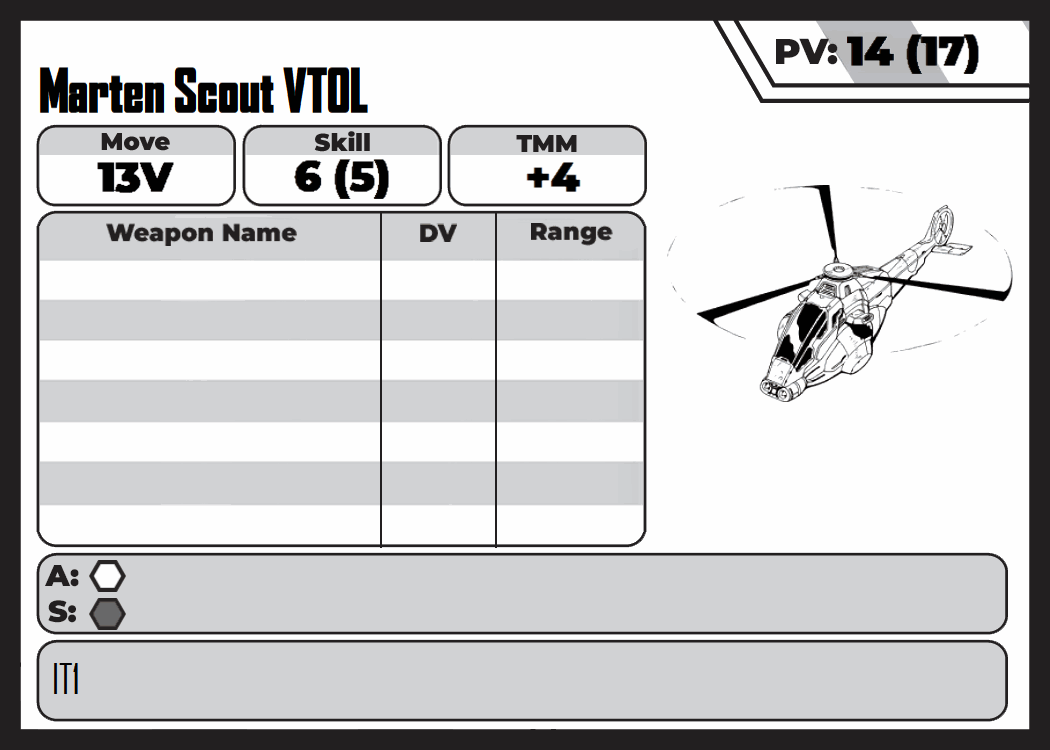 PV: 14 (17)
Marten Scout VTOL
Move Skill TMM
13V 6 (5) +4
Weapon Name DV Range
A:
S:
IT1